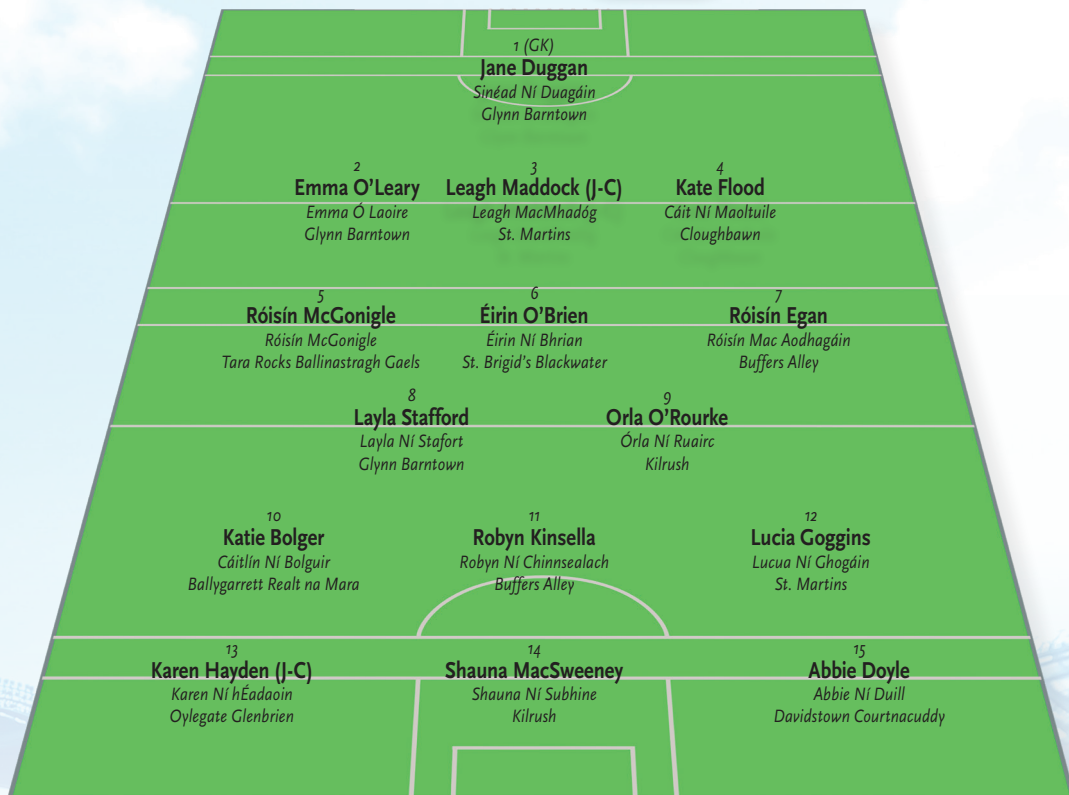 1 (GK)
Jane Duggan
Sinéad Ní Duagáin
Glynn Barntown
2
Emma O'Leary
Emma Ó Laoire
Glynn Barntown
3
Leagh Maddock (J-C)
Leagh MacMhadóg
St. Martins
4
Kate Flood
Cáit Ní Maoltuile
Cloughbawn
5
Róisín McGonigle
Róisín McGonigle
Tara Rocks Ballinastragh Gaels
6
Éirin O'Brien
Éirin Ní Bhrian
St. Brigid's Blackwater
7
Róisín Egan
Róisín Mac Aodhagáin
Buffers Alley
8
Layla Stafford
Layla Ní Stafort
Glynn Barntown
9
Orla O'Rourke
Órla Ní Ruairc
Kilrush
10
Katie Bolger
Cáitlín Ní Bolguir
Ballygarrett Realt na Mara
11
Robyn Kinsella
Robyn Ní Chinnsealach
Buffers Alley
12
Lucia Goggins
Lucua Ní Ghogáin
St. Martins
13
Karen Hayden (J-C)
Karen Ní hÉadaoin
Oylegate Glenbrien
14
Shauna MacSweeney
Shauna Ní Subhine
Kilrush
15
Abbie Doyle
Abbie Ní Duill
Davidstown Courtnacuddy